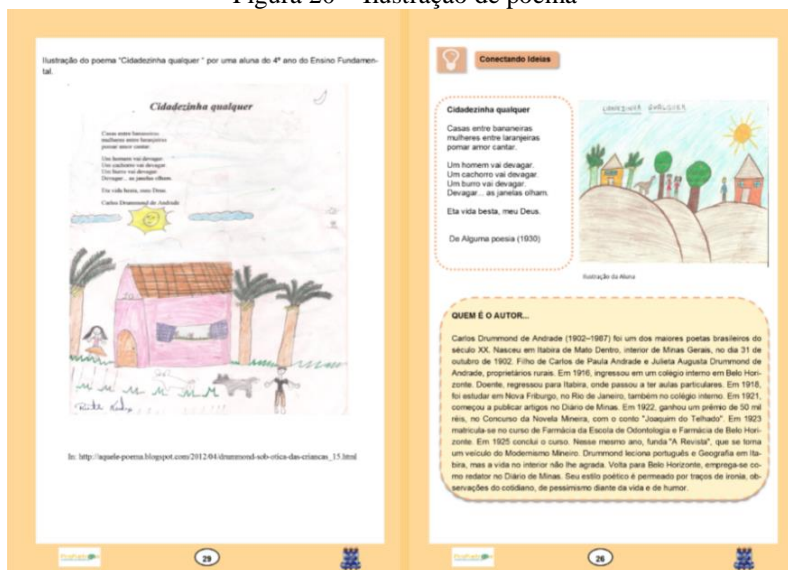 Figura 26 – Ilustração de poema
Ilustração do poema "Cidadezinha qualquer " por uma aluna do 4º ano do Ensino Fundamen-
tal.
Cidadezinha qualquer
Casas entre bananeiras
mulheres entre laranjeiras
pomar amor cantar.
Um homem vai devagar.
Um cachorro vai devagar.
Um burro vai devagar.
Devagar... as janelas olham.
Eta vida besta, meu Deus.
Carlos Drummond de Andrade
In: http://aquele-poema.blogspot.com/2012/04/drummond-sob-otica-das-criancas_15.html
29
Conectando Ideias
Cidadezinha qualquer
Casas entre bananeiras
mulheres entre laranjeiras
pomar amor cantar.
Um homem vai devagar.
Um cachorro vai devagar.
Um burro vai devagar.
Devagar... as janelas olham.
Eta vida besta, meu Deus.
De Alguma poesia (1930)
QUALQUER
Ilustração da Aluna
QUEM É O AUTOR...
Carlos Drummond de Andrade (1902–1987) foi um dos maiores poetas brasileiros do
século XX. Nasceu em Itabira de Mato Dentro, interior de Minas Gerais, no dia 31 de
outubro de 1902. Filho de Carlos de Paula Andrade e Julieta Augusta Drummond de
Andrade, proprietários rurais. Em 1916, ingressou em um colégio interno em Belo Hori-
zonte. Doente, regressou para Itabira, onde passou a ter aulas particulares. Em 1918,
foi estudar em Nova Friburgo, no Rio de Janeiro, também no colégio interno. Em 1921,
começou a publicar artigos no Diário de Minas. Em 1922, ganhou um prêmio de 50 mil
réis, no Concurso da Novela Mineira, com o conto "Joaquim do Telhado". Em 1923
matricula-se no curso de Farmácia da Escola de Odontologia e Farmácia de Belo Hori-
zonte. Em 1925 conclui o curso. Nesse mesmo ano, funda "A Revista", que se torna
um veículo do Modernismo Mineiro. Drummond leciona português e Geografia em Ita-
bira, mas a vida no interior não lhe agrada. Volta para Belo Horizonte, emprega-se co-
mo redator no Diário de Minas. Seu estilo poético é permeado por traços de ironia, ob-
servações do cotidiano, de pessimismo diante da vida e de humor.
26